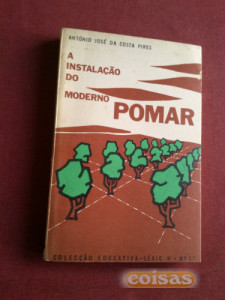 ANTÓNIO JOSÉ DA COSTA PIRES
A
INSTALAÇÃO
DO
MODERNO POMAR
COLECÇÃO EDUCATIVA - SÉRIE
coisas